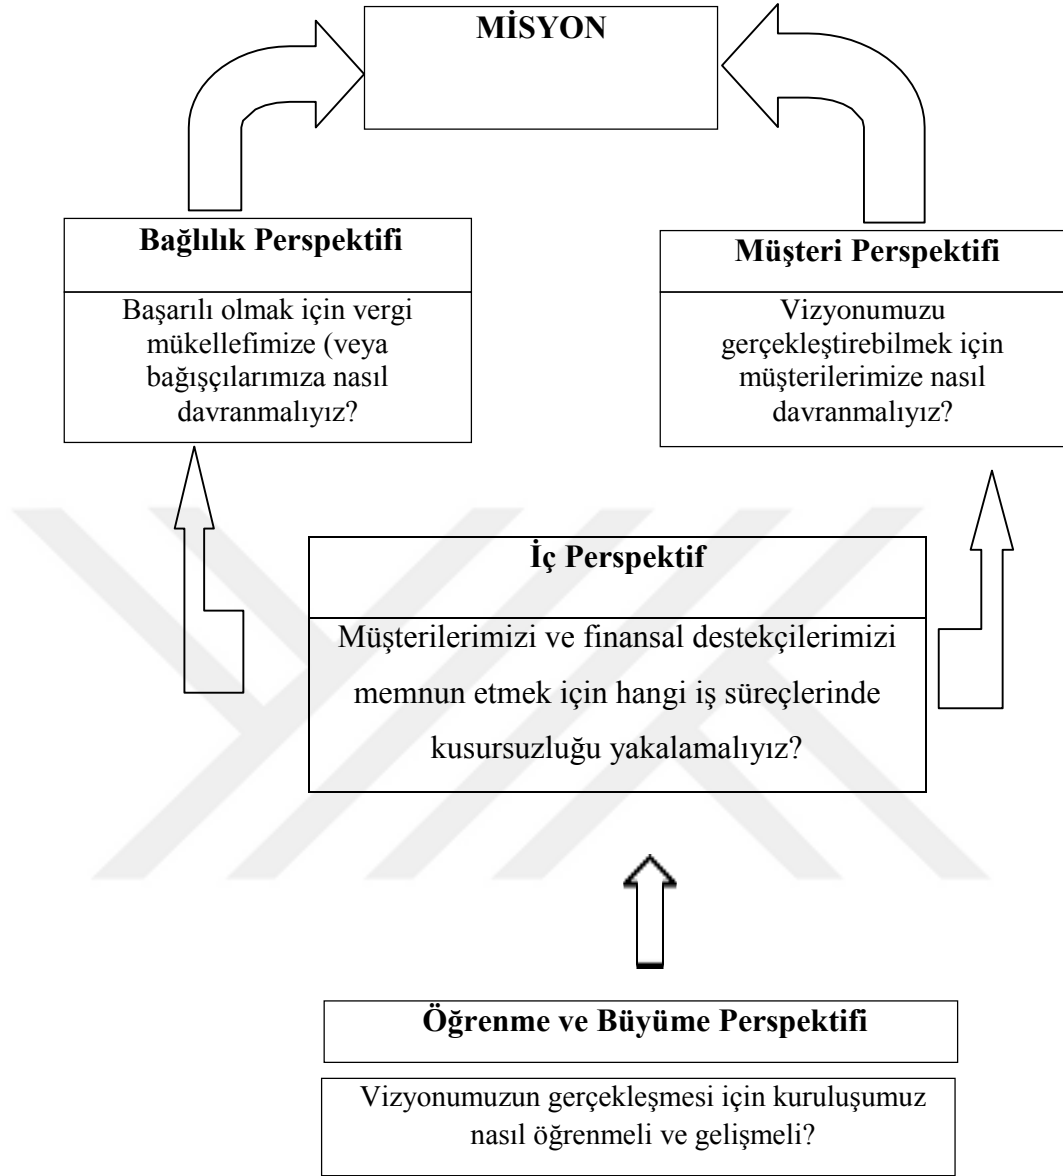 MİSYON
Bağlılık Perspektifi
Başarılı olmak için vergi
mükellefimize (veya
bağışçılarımıza nasıl
davranmalıyız?
Müşteri Perspektifi
Vizyonumuzu
gerçekleştirebilmek için
müşterilerimize nasıl
davranmalıyız?
İç Perspektif
Müşterilerimizi ve finansal destekçilerimizi
memnun etmek için hangi iş süreçlerinde
kusursuzluğu yakalamalıyız?
Öğrenme ve Büyüme Perspektifi
Vizyonumuzun gerçekleşmesi için kuruluşumuz
nasıl öğrenmeli ve gelişmeli?